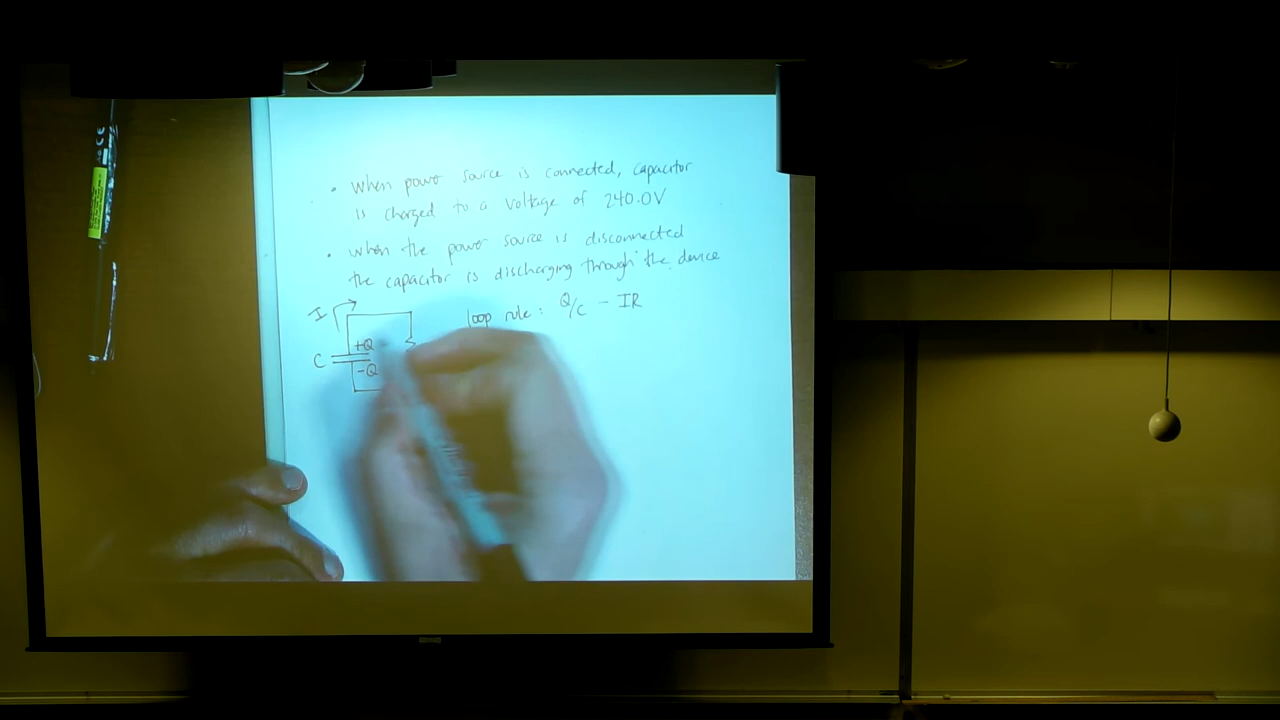 • When power source is connected, capacitor
is charged to a voltage of 240.0V
• when the power source is disconnected
the capacitor is discharging through the device
I
loop rule: Q/C - IR
+Q
C
-Q
CE